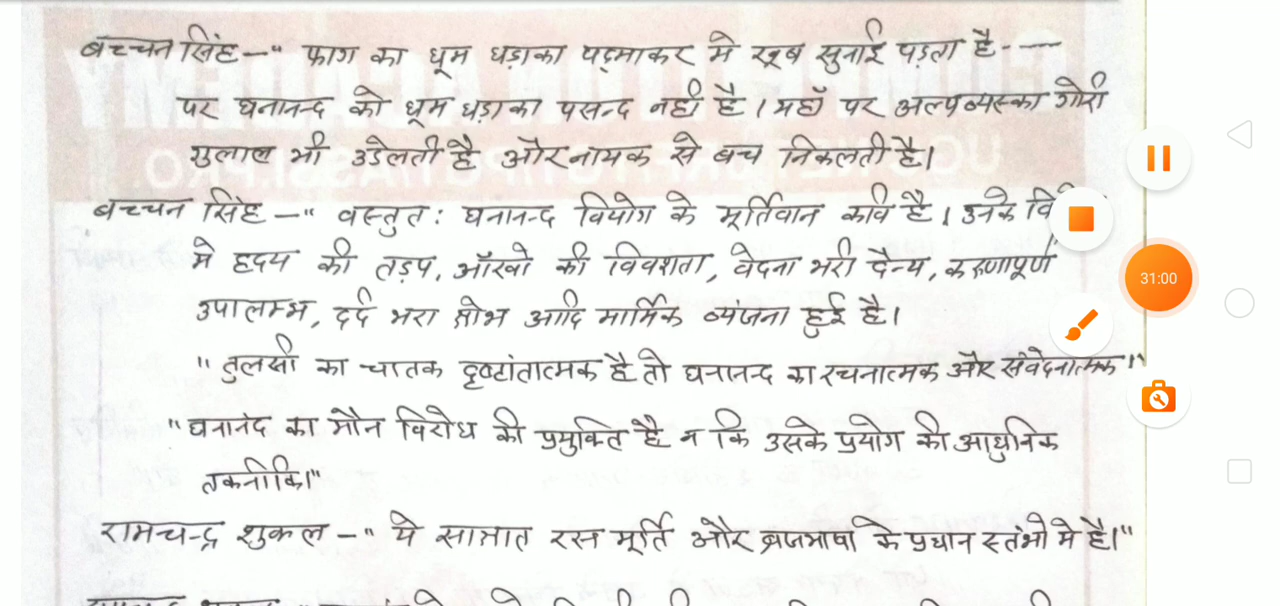 बच्चन सिंह -" फाग का धूम धड़ाका पद्माकर मे खूब सुनाई पड़ता है----
पर घनानन्द को धूम धड़ाका पसन्द नहीं है। यहाँ पर अल्पवयस्का गोरी
गुलाल भी उडेलती है और नायक से बच निकलती है।
बच्चन सिंह -" वस्तुतः घनानन्द वियोग के मूर्तिवान कवि है। उनके
मे हृदय की तड़प, आँखो की विवशता, वेदना भरी दैन्य, करुणापूर्ण
उपालम्भ, दर्द भरा क्षोभ आदि मार्मिक व्यंजना हुई है।
" तुलसी का चातक दृष्टांतात्मक है तो घनानन्द का रचनात्मक और संवेदनात्मक।"
"घनानंद का मौन विरोध की प्रयुक्ति है न कि उसके प्रयोग की आधुनिक
तकनीकि।"
रामचन्द्र शुक्ल -" ये साक्षात रस मूर्ति और ब्रजभाषा के प्रधान स्तंभो मे है।"
31:00